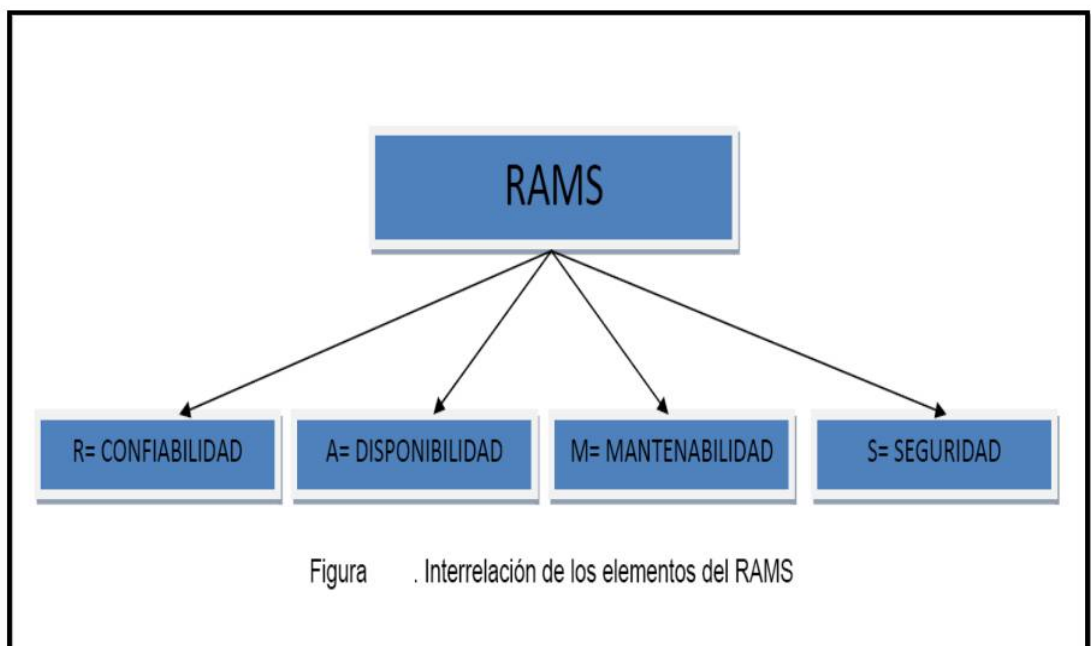 RAMS
R= CONFIABILIDAD
A= DISPONIBILIDAD
M= MANTENABILIDAD
S= SEGURIDAD
Figura . Interrelación de los elementos del RAMS